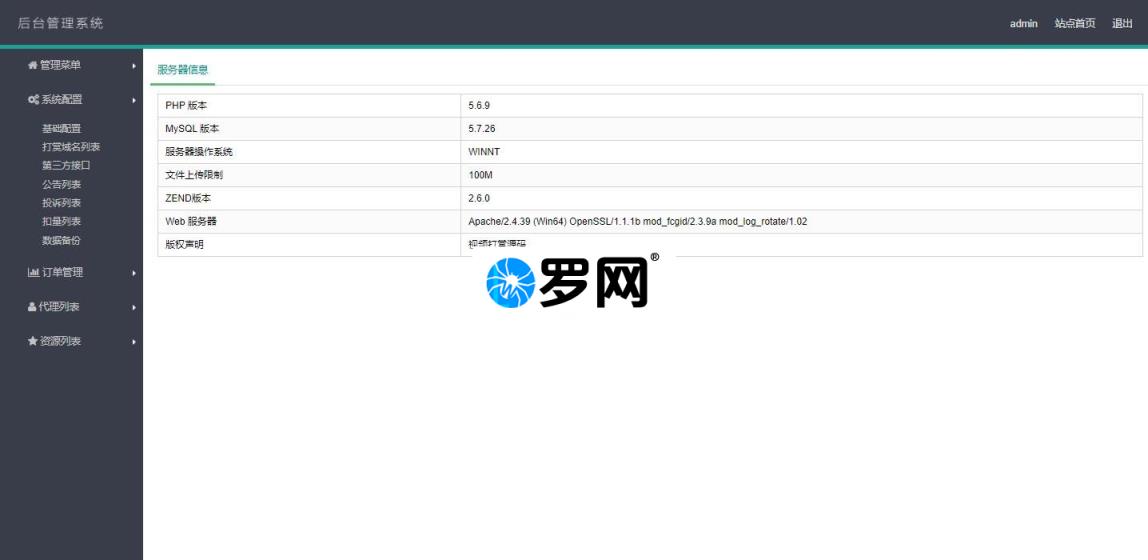 后台管理系统
admin 站点首页 退出
管理菜单
系统配置
基础配置
打赏域名列表
第三方接口
公告列表
投诉列表
扣量列表
数据备份
订单管理
代理列表
资源列表
服务器信息
PHP 版本 5.6.9
MySQL 版本 5.7.26
服务器操作系统 WINNT
文件上传限制 100M
ZEND版本 2.6.0
Web 服务器 Apache/2.4.39 (Win64) OpenSSL/1.1.1b mod_fcgid/2.3.9a mod_log_rotate/1.02
版权声明 视频打赏源码
罗网®